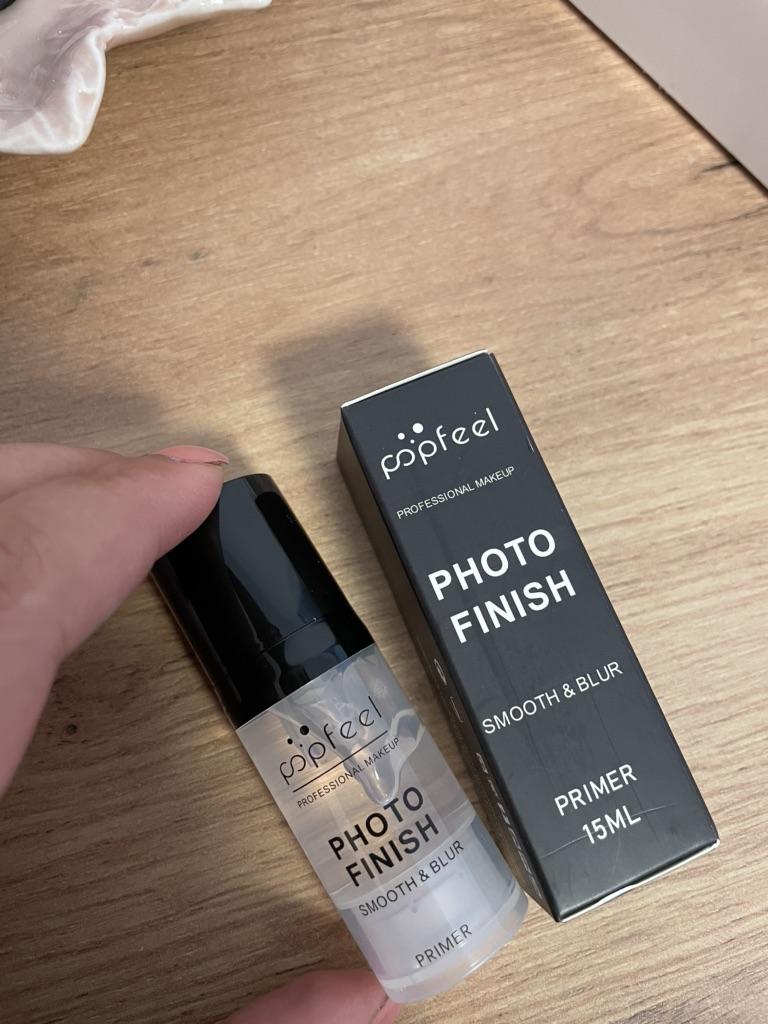 popfeel
PROFESSIONAL MAKEUP
PHOTO
FINISH
SMOOTH & BLUR
PRIMER
15ML
popfeel
PROFESSIONAL MAKEUP
PHOTO
FINISH
SMOOTH & BLUR
PRIMER